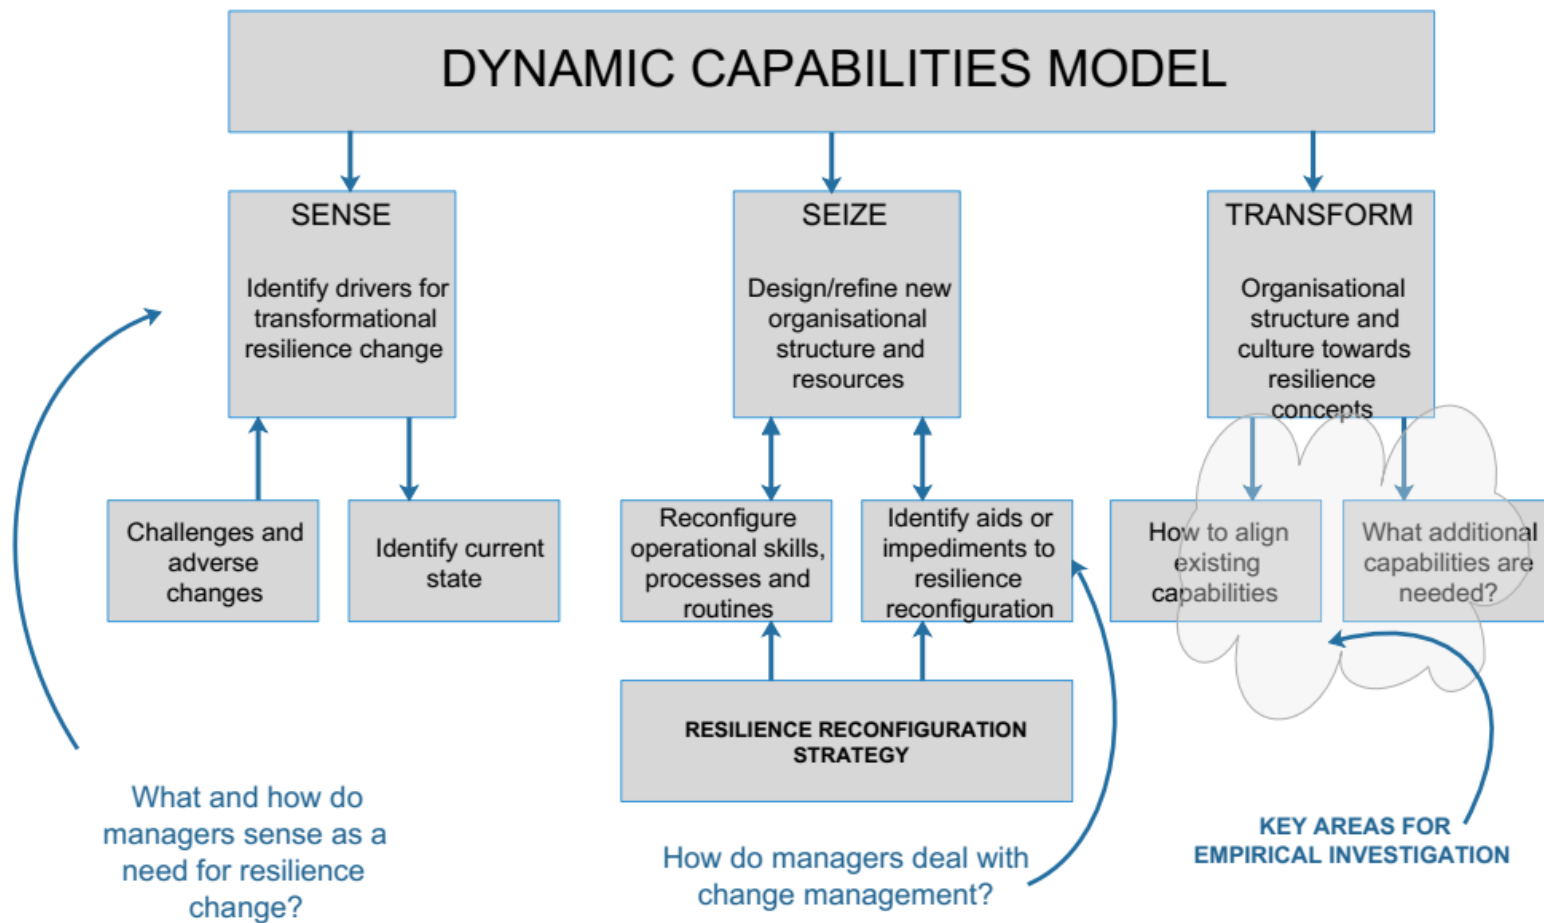 DYNAMIC CAPABILITIES MODEL
SENSE
Identify drivers for
transformational
resilience change
SEIZE
Design/refine new
organisational
structure and
resources
TRANSFORM
Organisational
structure and
culture towards
resilience
concepts
Challenges and
adverse
changes
Identify current
state
Reconfigure
operational skills,
processes and
routines
Identify aids or
impediments to
resilience
reconfiguration
How to align
existing
capabilities
What additional
capabilities are
needed?
RESILIENCE RECONFIGURATION
STRATEGY
What and how do
managers sense as a
need for resilience
change?
How do managers deal with
change management?
KEY AREAS FOR
EMPIRICAL INVESTIGATION